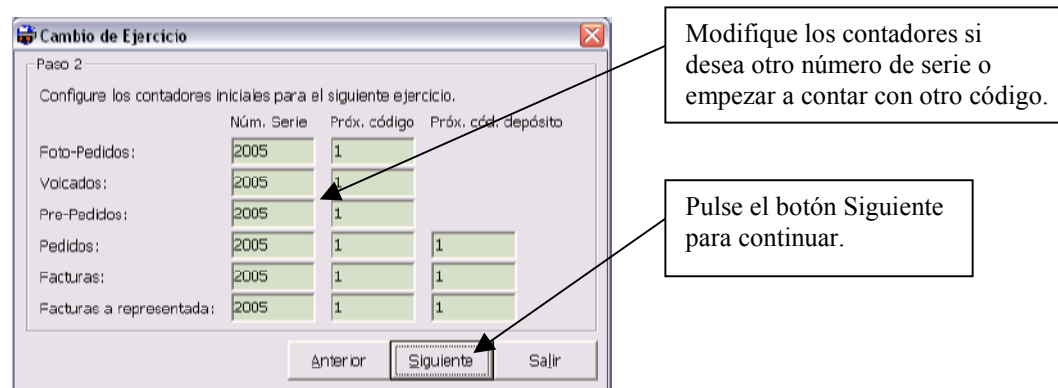 Cambio de Ejercicio
Paso 2
Configure los contadores iniciales para el siguiente ejercicio.
Núm. Serie Próx. código Próx. cód. depósito
Foto-Pedidos: 2005 1
Volcados: 2005 1
Pre-Pedidos: 2005 1
Pedidos: 2005 1 1
Facturas: 2005 1 1
Facturas a representada: 2005 1 1
Anterior Siguiente Salir
Modifique los contadores si
desea otro número de serie o
empezar a contar con otro código.
Pulse el botón Siguiente
para continuar.